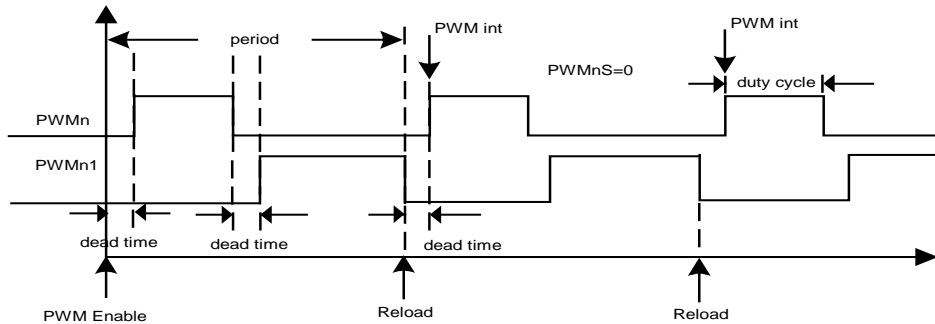 PWM int
PWM int
period
PWMnS=0
duty cycle
PWMn
PWMn1
dead time
dead time
dead time
PWM Enable
Reload
Reload